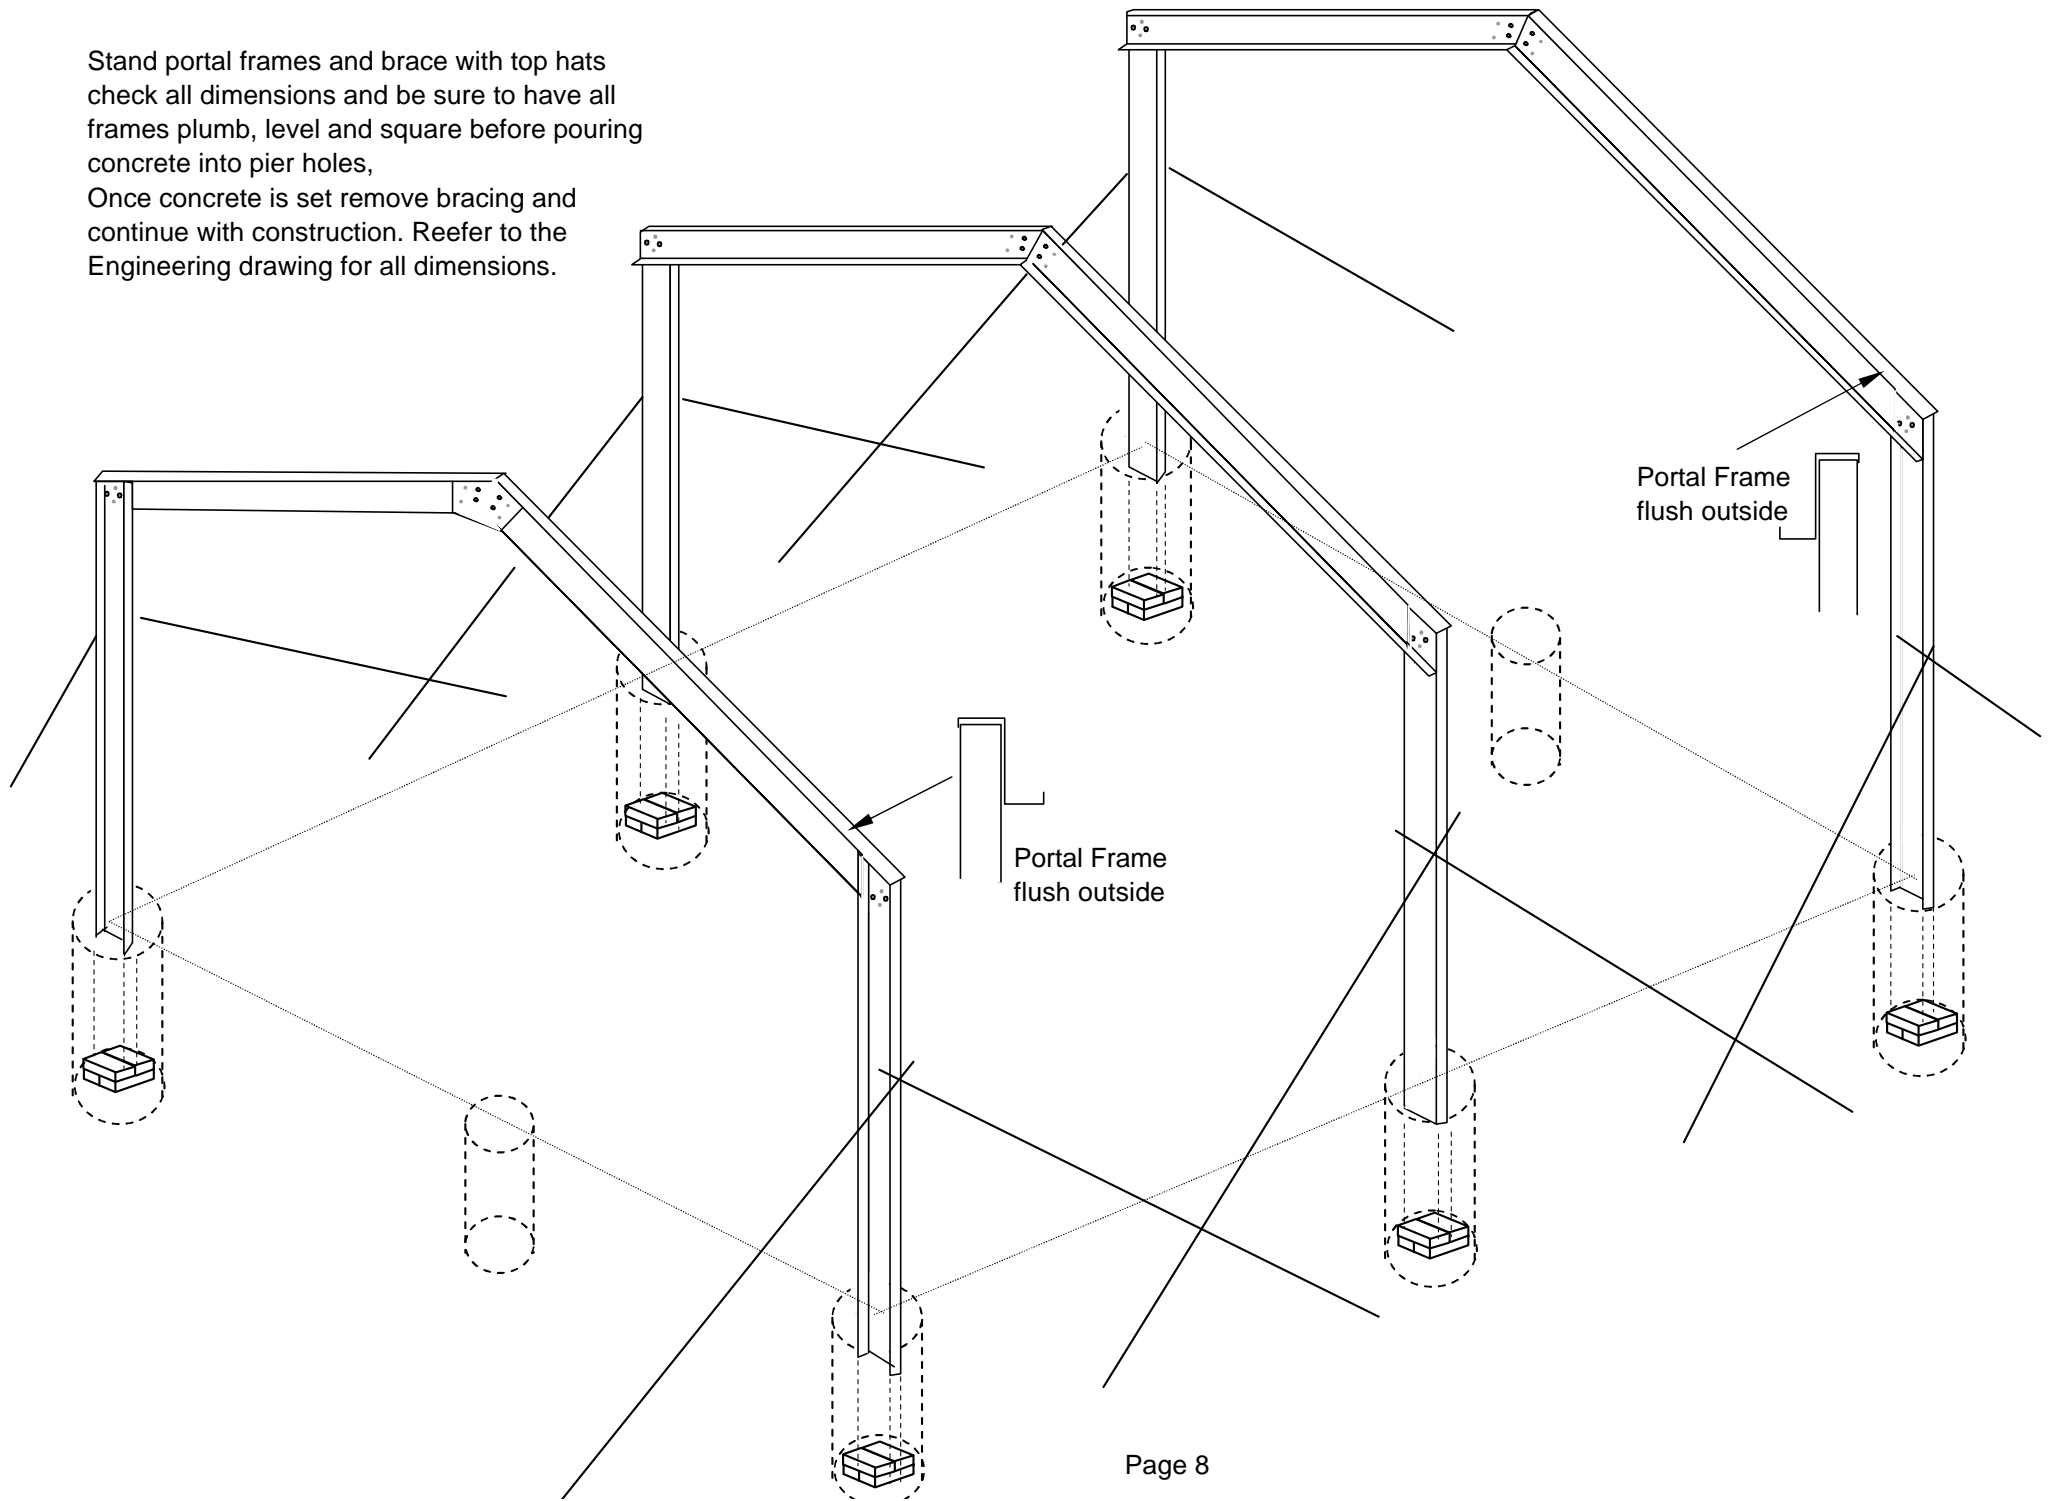 Stand portal frames and brace with top hats
check all dimensions and be sure to have all
frames plumb, level and square before pouring
concrete into pier holes,
Once concrete is set remove bracing and
continue with construction. Reefer to the
Engineering drawing for all dimensions.
Portal Frame
flush outside
Portal Frame
flush outside
Page 8